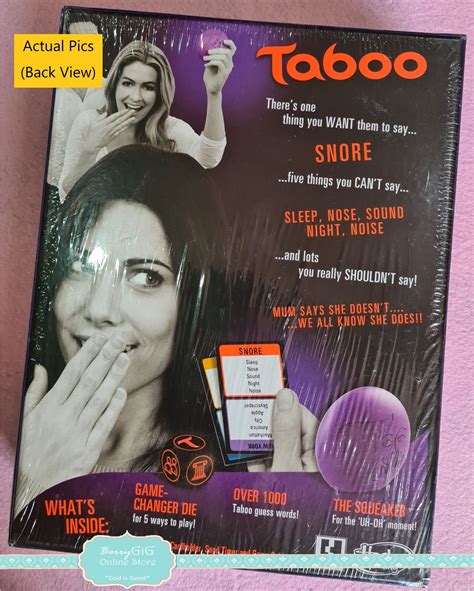 Actual Pics
(Back View)
Taboo
There's one
thing you WANT them to say...
SNORE
...five things you CAN'T say...
SLEEP, NOSE, SOUND
NIGHT, NOISE
...and lots
you really SHOULDN'T say!
MUM SAYS SHE DOESN'T....
....WE ALL KNOW SHE DOES!!
SNORE
Sleep
Nose
Sound
Night
Noise
NEW YORK
Manhattan
America
City
Apple
Skyscraper
WHAT'S
INSIDE:
GAME-
CHANGER DIE
for 5 ways to play!
OVER 1000
Taboo guess words!
THE SQUEAKER
For the 'UH-OH' moment!
BerryGiG
Online Store
"God is Good"